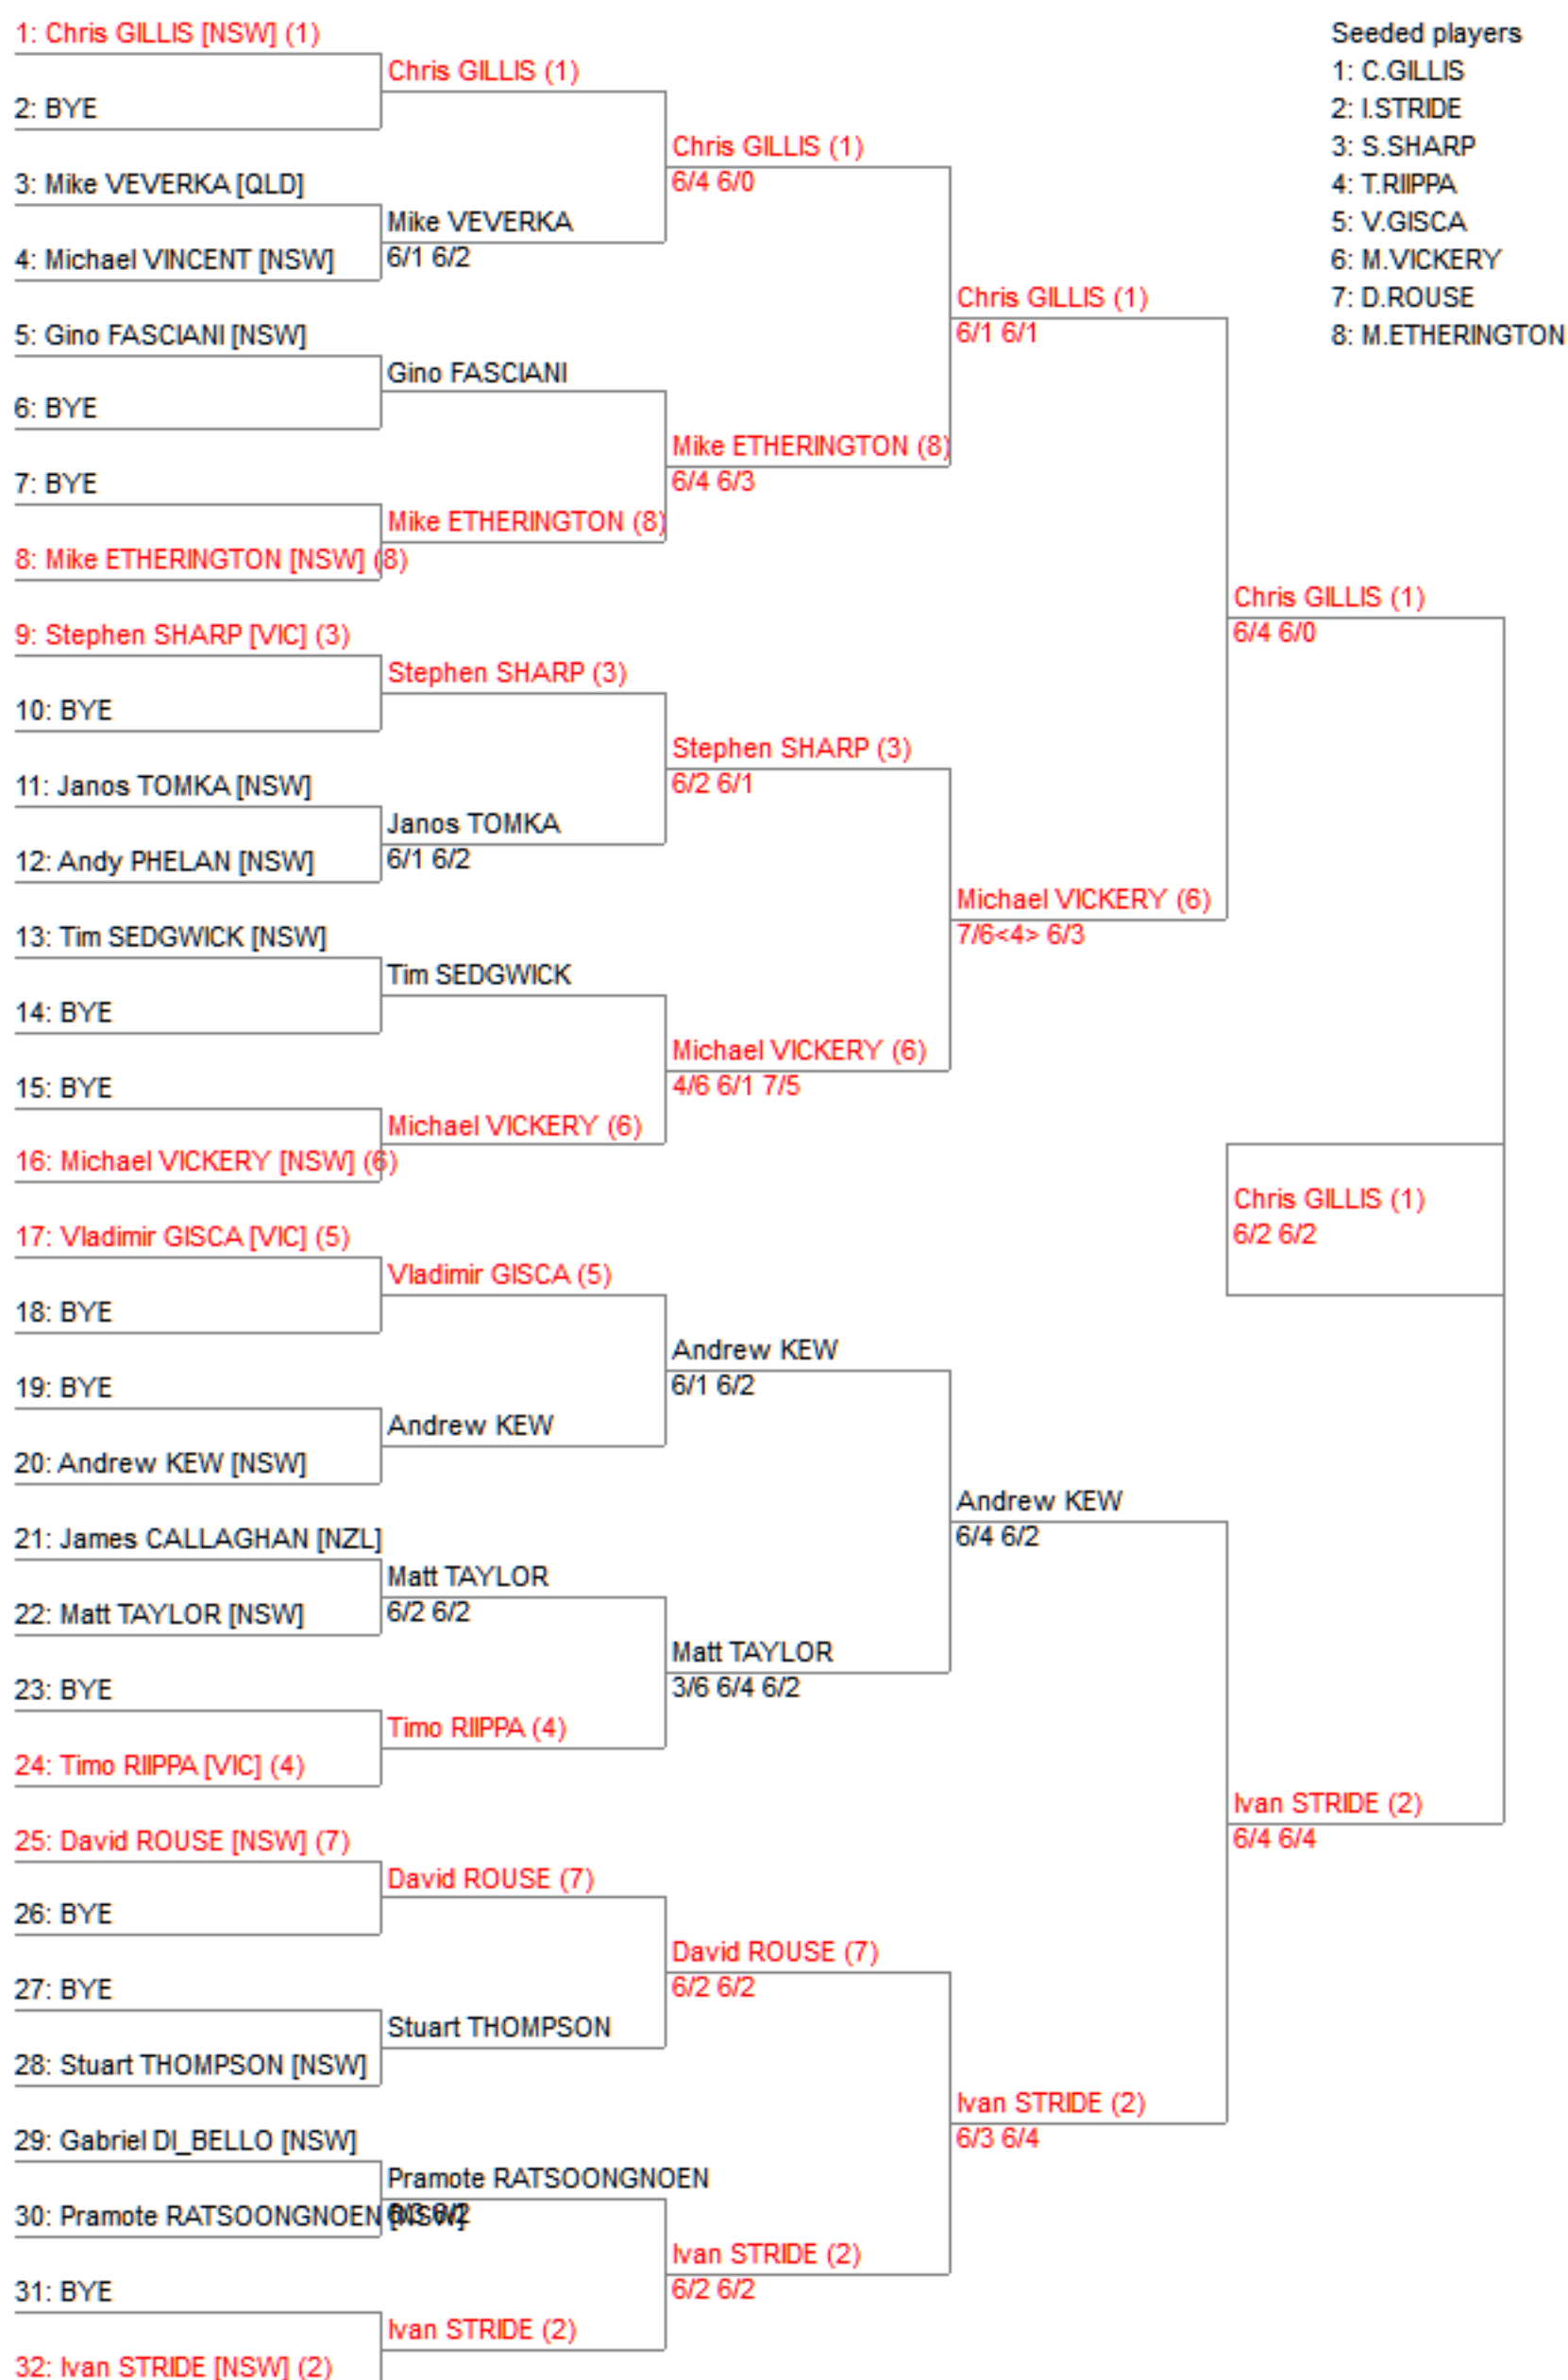 1: Chris GILLIS [NSW] (1)
2: BYE
3: Mike VEVERKA [QLD]
4: Michael VINCENT [NSW]
5: Gino FASCIANI [NSW]
6: BYE
7: BYE
8: Mike ETHERINGTON [NSW] (8)
9: Stephen SHARP [VIC] (3)
10: BYE
11: Janos TOMKA [NSW]
12: Andy PHELAN [NSW]
13: Tim SEDGWICK [NSW]
14: BYE
15: BYE
16: Michael VICKERY [NSW] (6)
17: Vladimir GISCA [VIC] (5)
18: BYE
19: BYE
20: Andrew KEW [NSW]
21: James CALLAGHAN [NZL]
22: Matt TAYLOR [NSW]
23: BYE
24: Timo RIIPPA [VIC] (4)
25: David ROUSE [NSW] (7)
26: BYE
27: BYE
28: Stuart THOMPSON [NSW]
29: Gabriel DI_BELLO [NSW]
30: Pramote RATSOONGNOEN [NSW]
31: BYE
32: Ivan STRIDE [NSW] (2)
Chris GILLIS (1)
Mike VEVERKA
6/1 6/2
Gino FASCIANI
Mike ETHERINGTON (8)
Stephen SHARP (3)
Janos TOMKA
6/1 6/2
Tim SEDGWICK
Michael VICKERY (6)
Vladimir GISCA (5)
Andrew KEW
Matt TAYLOR
6/2 6/2
Timo RIIPPA (4)
David ROUSE (7)
Stuart THOMPSON
Pramote RATSOONGNOEN
Ivan STRIDE (2)
Chris GILLIS (1)
6/4 6/0
Mike ETHERINGTON (8)
6/4 6/3
Stephen SHARP (3)
6/2 6/1
Michael VICKERY (6)
4/6 6/1 7/5
Andrew KEW
6/1 6/2
Matt TAYLOR
3/6 6/4 6/2
David ROUSE (7)
6/2 6/2
Ivan STRIDE (2)
6/2 6/2
Chris GILLIS (1)
6/1 6/1
Michael VICKERY (6)
7/6<4> 6/3
Andrew KEW
6/4 6/2
Ivan STRIDE (2)
6/3 6/4
Chris GILLIS (1)
6/4 6/0
Ivan STRIDE (2)
6/4 6/4
Chris GILLIS (1)
6/2 6/2
Seeded players
1: C.GILLIS
2: I.STRIDE
3: S.SHARP
4: T.RIIPPA
5: V.GISCA
6: M.VICKERY
7: D.ROUSE
8: M.ETHERINGTON